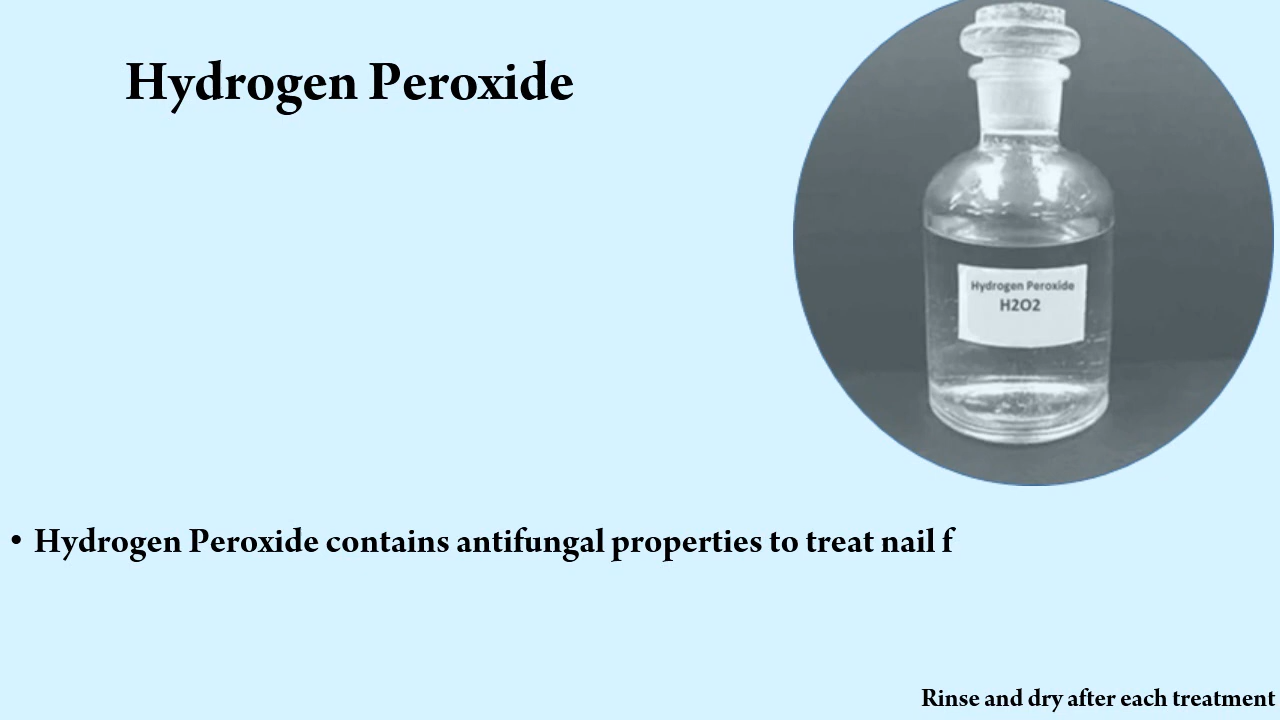 Hydrogen Peroxide
Hydrogen Peroxide
H2O2
• Hydrogen Peroxide contains antifungal properties to treat nail f
Rinse and dry after each treatment